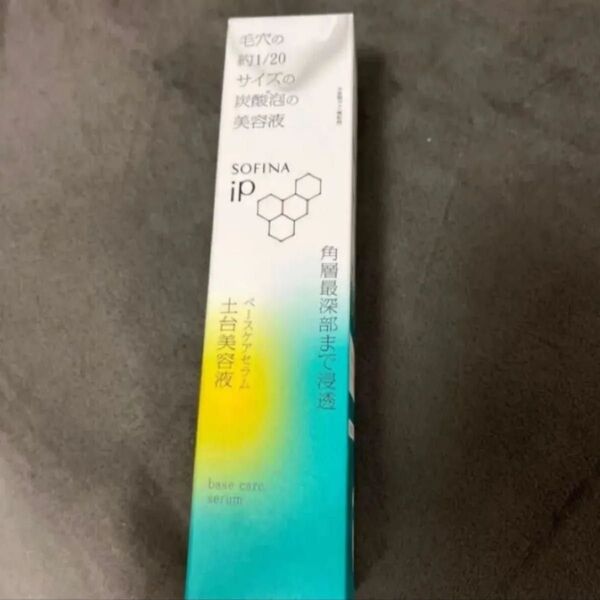 毛穴の
約1/20
サイズの
炭酸泡の
美容液
SOFINA
iP
角層最深部まで浸透
ベースケアセラム
土台美容液
base care
serum